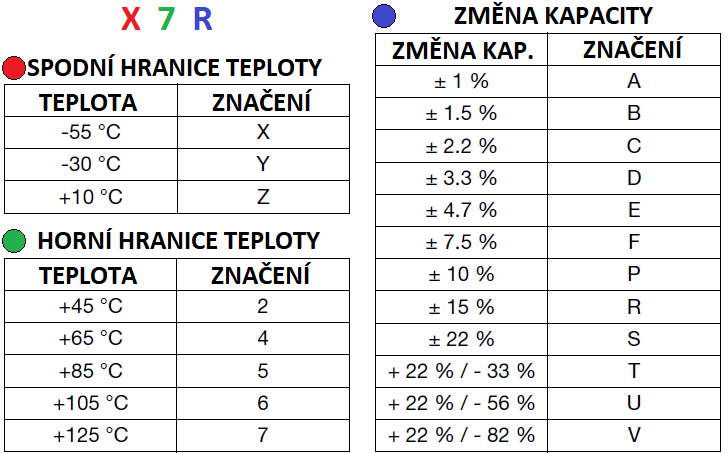 X 7 R
SPODNÍ HRANICE TEPLOTY
TEPLOTA ZNAČENÍ
-55 °C X
-30 °C Y
+10 °C Z
HORNÍ HRANICE TEPLOTY
TEPLOTA ZNAČENÍ
+45 °C 2
+65 °C 4
+85 °C 5
+105 °C 6
+125 °C 7
ZMĚNA KAPACITY
ZMĚNA KAP. ZNAČENÍ
± 1 % A
± 1.5 % B
± 2.2 % C
± 3.3 % D
± 4.7 % E
± 7.5 % F
± 10 % P
± 15 % R
± 22 % S
+ 22 % / - 33 % T
+ 22 % / - 56 % U
+ 22 % / - 82 % V